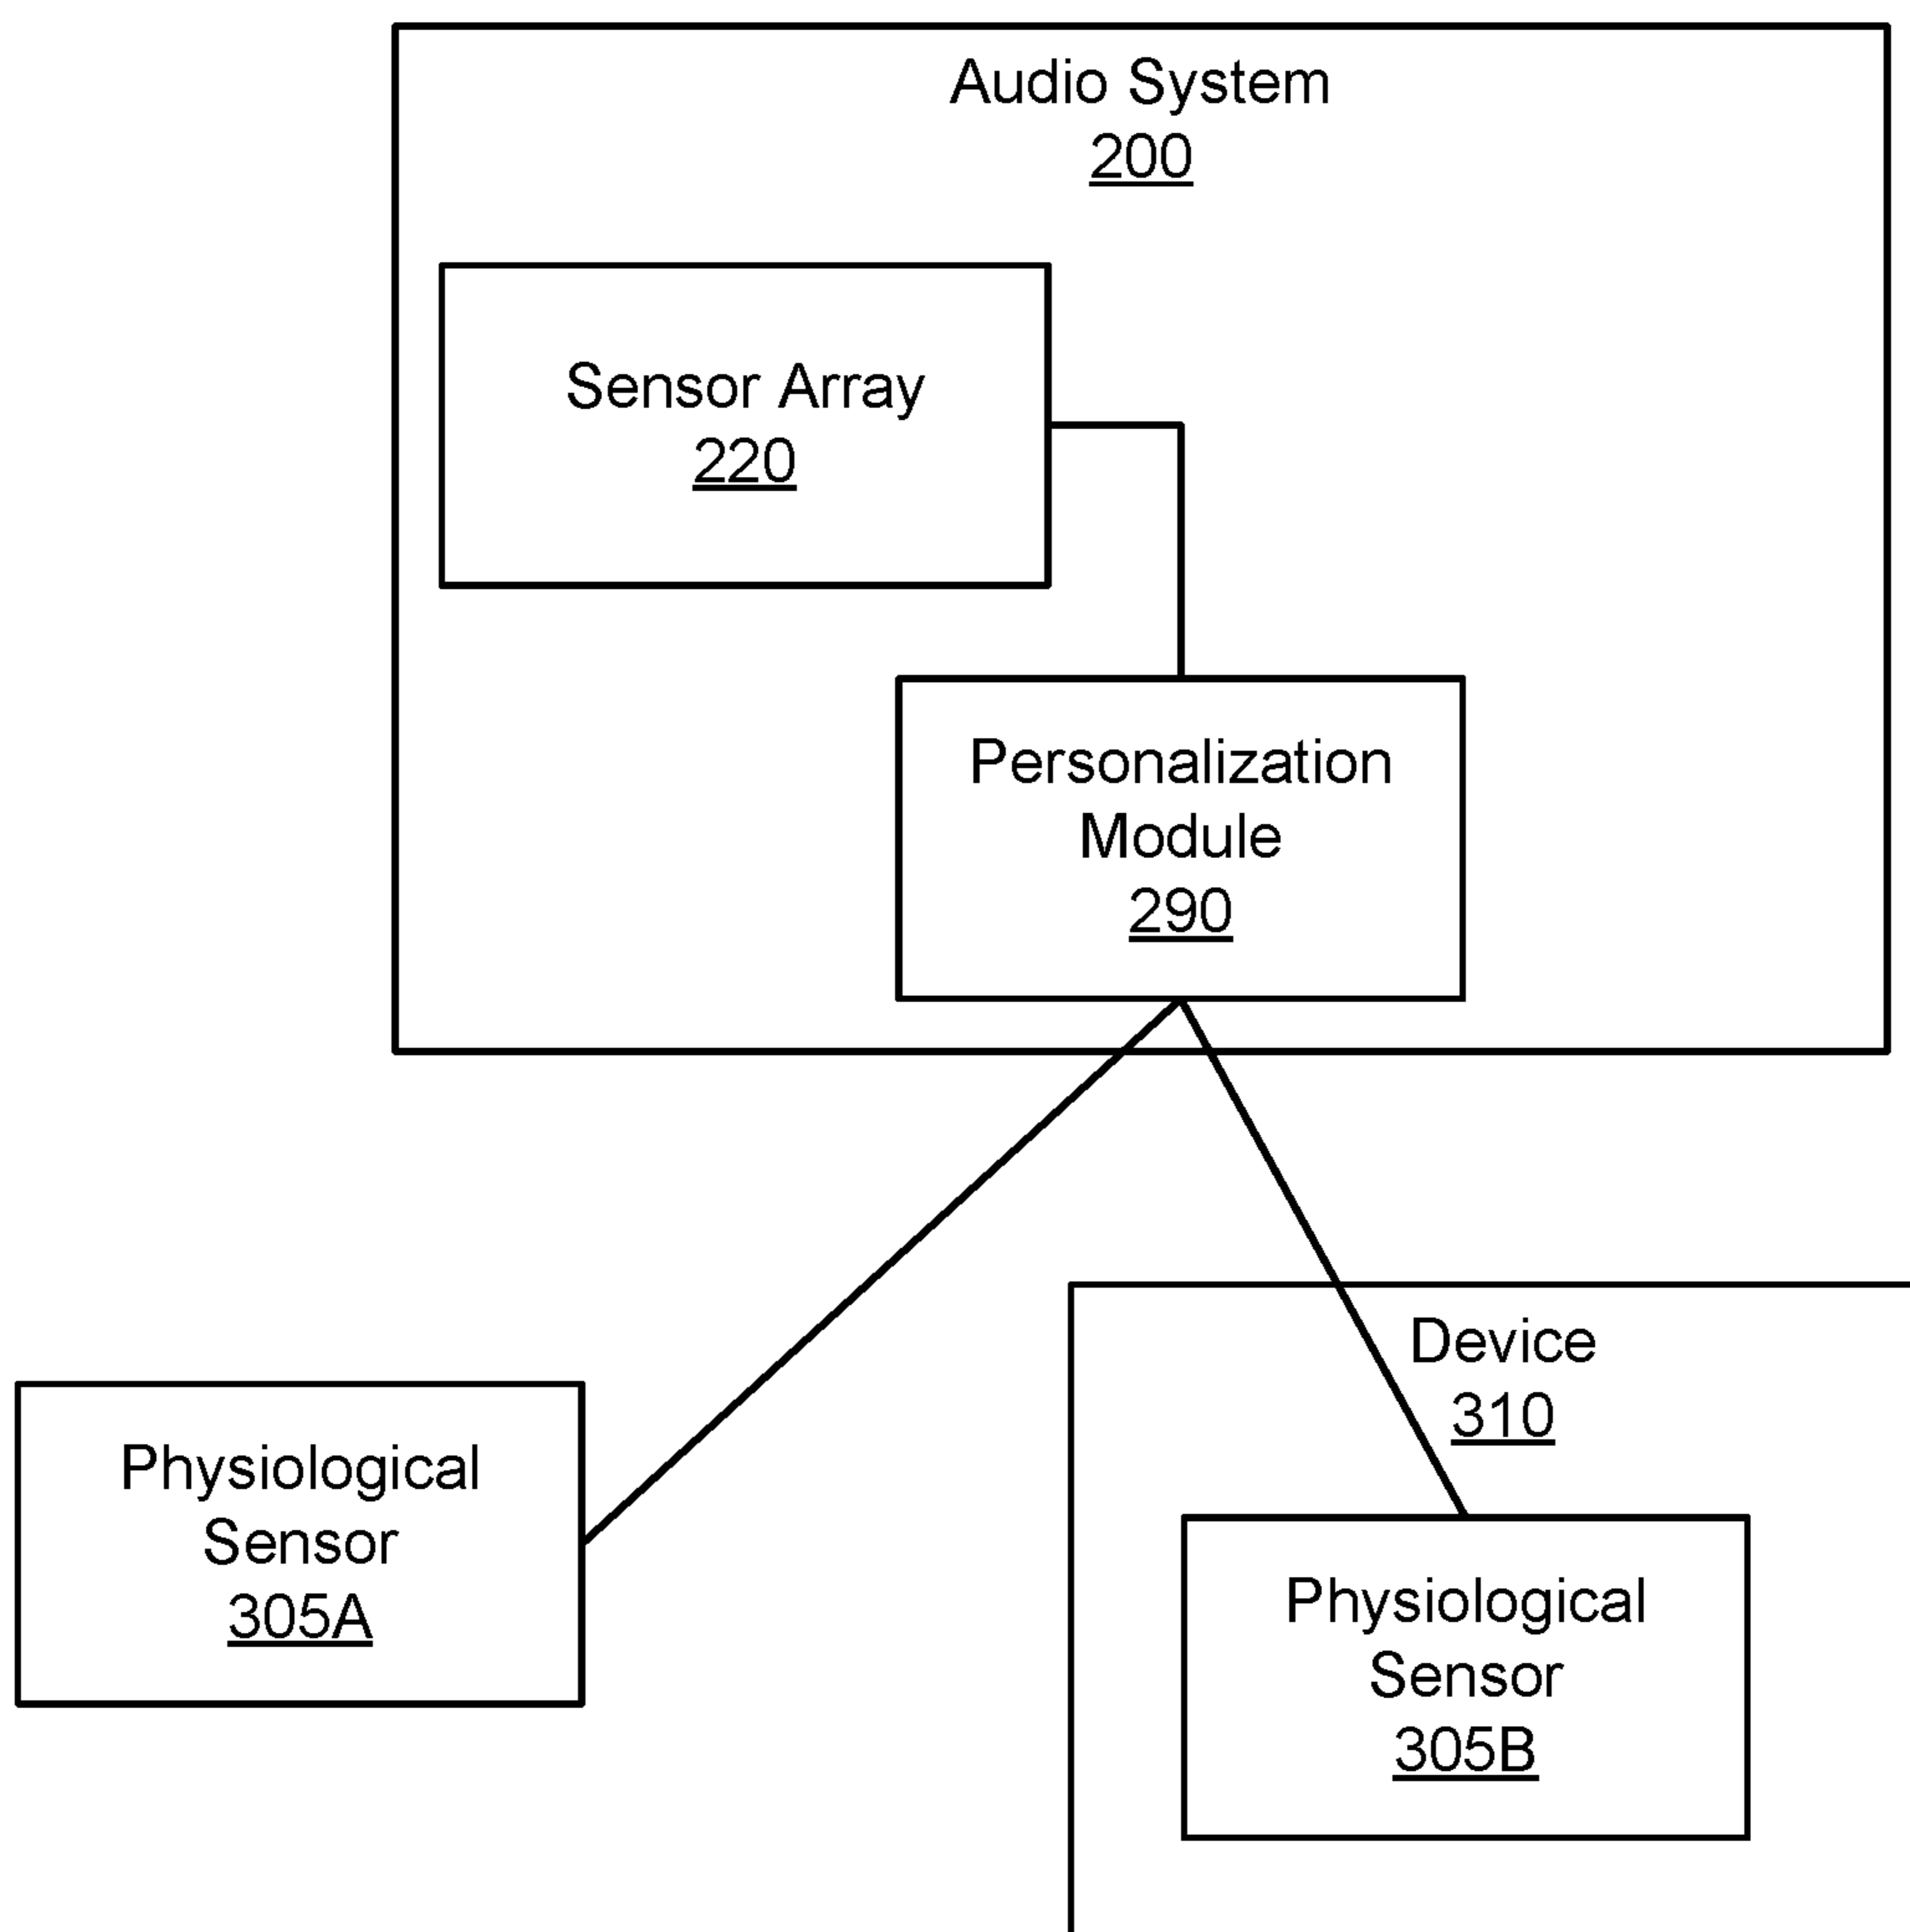 Audio System
200
Sensor Array
220
Personalization
Module
290
Device
310
Physiological
Sensor
305A
Physiological
Sensor
305B